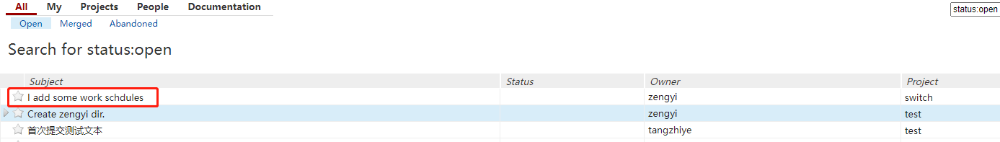 All My Projects People Documentation
status:open
Open Merged Abandoned
Search for status:open
Subject Status Owner Project
I add some work schdules zengyi switch
Create zengyi dir. zengyi test
首次提交测试文本 tangzhiye test